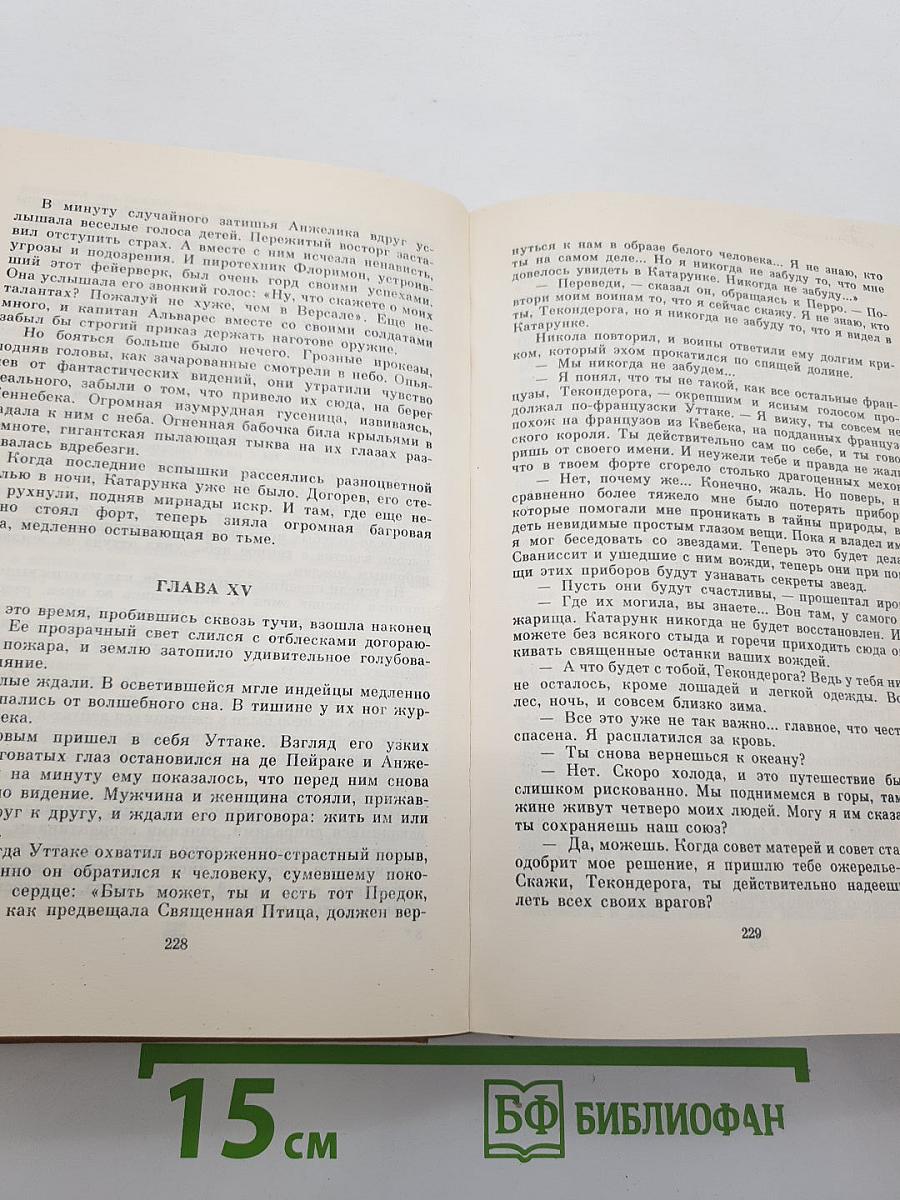 В минуту случайного затишья Анжелика вдруг ус-
лышала веселые голоса детей. Пережитый восторг заста-
вил отступить страх. А вместе с ним исчезла ненависть,
угрозы и подозрения. И пиротехник Флоримон, устроив-
ший этот фейерверк, был очень горд своими успехами.
Она услышала его звонкий голос: «Ну, что скажете о моих
талантах? Пожалуй не хуже, чем в Версале». Еще не-
много, и капитан Альварес вместе со своими солдатами
забыл бы строгий приказ держать наготове оружие.
Но бояться больше было нечего. Грозные ирокезы,
подняв головы, как зачарованные смотрели в небо. Опья-
нев от фантастических видений, они утратили чувство
реального, забыли о том, что привело их сюда, на берег
Кеннебека. Огромная изумрудная гусеница, извиваясь,
падала к ним с неба. Огненная бабочка била крыльями в
темноте, гигантская пылающая тыква на их глазах раз-
валась вдребезги.
Когда последние вспышки рассеялись разноцветной
лью в ночи, Катарунка уже не было. Догорев, его сте-
рухнули, подняв мириады искр. И там, где еще не-
но стоял форт, теперь зияла огромная багровая
а, медленно остывающая во тьме.
ГЛАВА XV
это время, пробившись сквозь тучи, взошла наконец
Ее прозрачный свет слился с отблесками догораю-
пожара, и землю затопило удивительное голубова-
ияние.
лые ждали. В осветившейся мгле индейцы медленно
пались от волшебного сна. В тишине у их ног жур-
ека.
рвым пришел в себя Уттаке. Взгляд его узких
говатых глаз остановился на де Пейраке и Анже-
и на минуту ему показалось, что перед ним снова
о видение. Мужчина и женщина стояли, прижав-
руг к другу, и ждали его приговора: жить им или
гда Уттаке охватил восторженно-страстный порыв,
нно он обратился к человеку, сумевшему поко-
сердце: «Быть может, ты и есть тот Предок,
как предвещала Священная Птица, должен вер-
228
нуться к нам в образе белого человека... Я не знаю, кто
ты на самом деле... Но я никогда не забуду то, что мне
довелось увидеть в Катарунке. Никогда не забуду...»
— Переведи, — сказал он, обращаясь к Перро. — По-
втори моим воинам то, что я сейчас скажу. Я не знаю, кто
ты, Текондерога, но я никогда не забуду то, что я видел в
Катарунке.
Никола повторил, и воины ответили ему долгим кри-
ком, который эхом прокатился по спящей долине.
— Мы никогда не забудем...
— Я понял, что ты не такой, как все остальные фран-
цузы, Текондерога, — окрепшим и ясным голосом про-
должал по-французски Уттаке. — Я вижу, ты совсем не
похож на французов из Квебека, на подданных француз-
ского короля. Ты действительно сам по себе, и ты гово-
ришь от своего имени. И неужели тебе и правда не жаль,
что в твоем форте сгорело столько драгоценных мехов
— Нет, почему же... Конечно, жаль. Но поверь, не
сравненно более тяжело мне было потерять прибор
которые помогали мне проникать в тайны природы, в
деть невидимые простым глазом вещи. Пока я владел им
я мог беседовать со звездами. Теперь это будет дела
Сваниссит и ушедшие с ним вожди, теперь они при пом
щи этих приборов будут узнавать секреты звезд.
— Пусть они будут счастливы, — прошептал иро
— Где их могила, вы знаете... Вон там, у самого
жарища. Катарунк никогда не будет восстановлен. И
можете без всякого стыда и горечи приходить сюда о
кивать священные останки ваших вождей.
— А что будет с тобой, Текондерога? Ведь у тебя ни
не осталось, кроме лошадей и легкой одежды. Во
лес, ночь, и совсем близко зима.
— Все это уже не так важно... главное, что чест
спасена. Я расплатился за кровь.
— Ты снова вернешься к океану?
— Нет. Скоро холода, и это путешествие бы
слишком рискованно. Мы поднимемся в горы, там
жине живут четверо моих людей. Могу я им сказа
ты сохраняешь наш союз?
— Да, можешь. Когда совет матерей и совет ста
одобрит мое решение, я пришлю тебе ожерелье
Скажи, Текондерога, ты действительно надееш
леть всех своих врагов?
229
15 см
БФ БИБЛИОФАН